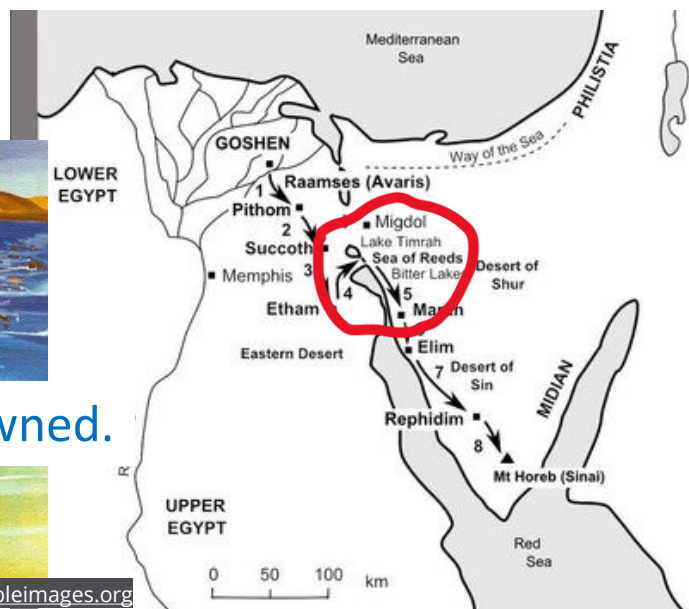 Mediterranean
Sea
PHILISTIA
GOSHEN
Way of the Sea
LOWER
EGYPT
Raamses (Avaris)
1
Pithom
2
Migdol
Succoth
Lake Timrah
Sea of Reeds
3
Bitter Lake
Desert of
Shur
Memphis
4
5
Etham
Marah
Elim
Eastern Desert
7
Desert of
Sin
MIDIAN
wned.
Rephidim
8
R
Mt Horeb (Sinai)
UPPER
EGYPT
Red
Sea
0 50 100 km
bleimages.org